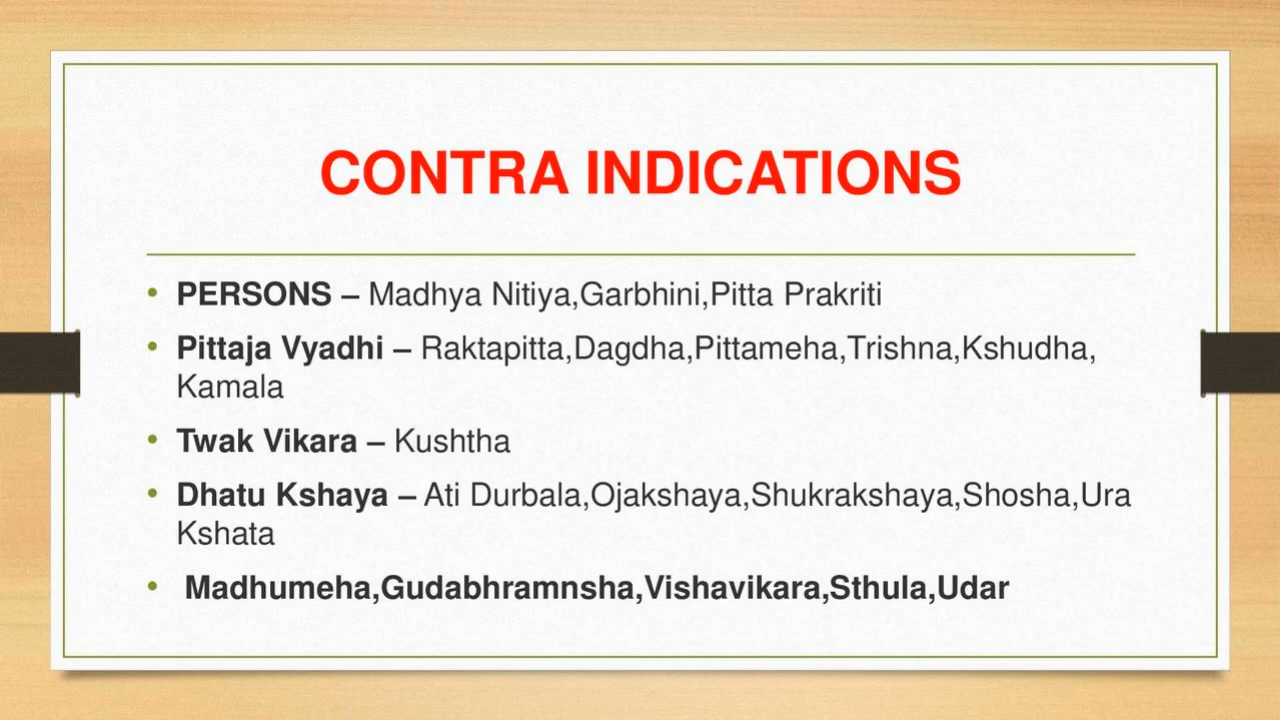 CONTRA INDICATIONS
• PERSONS – Madhya Nitiya,Garbhini,Pitta Prakriti
• Pittaja Vyadhi – Raktapitta,Dagdha,Pittameha,Trishna,Kshudha,
Kamala
• Twak Vikara – Kushtha
• Dhatu Kshaya – Ati Durbala,Ojakshaya,Shukrakshaya,Shosha,Ura
Kshata
• Madhumeha,Gudabhramnsha,Vishavikara,Sthula,Udar